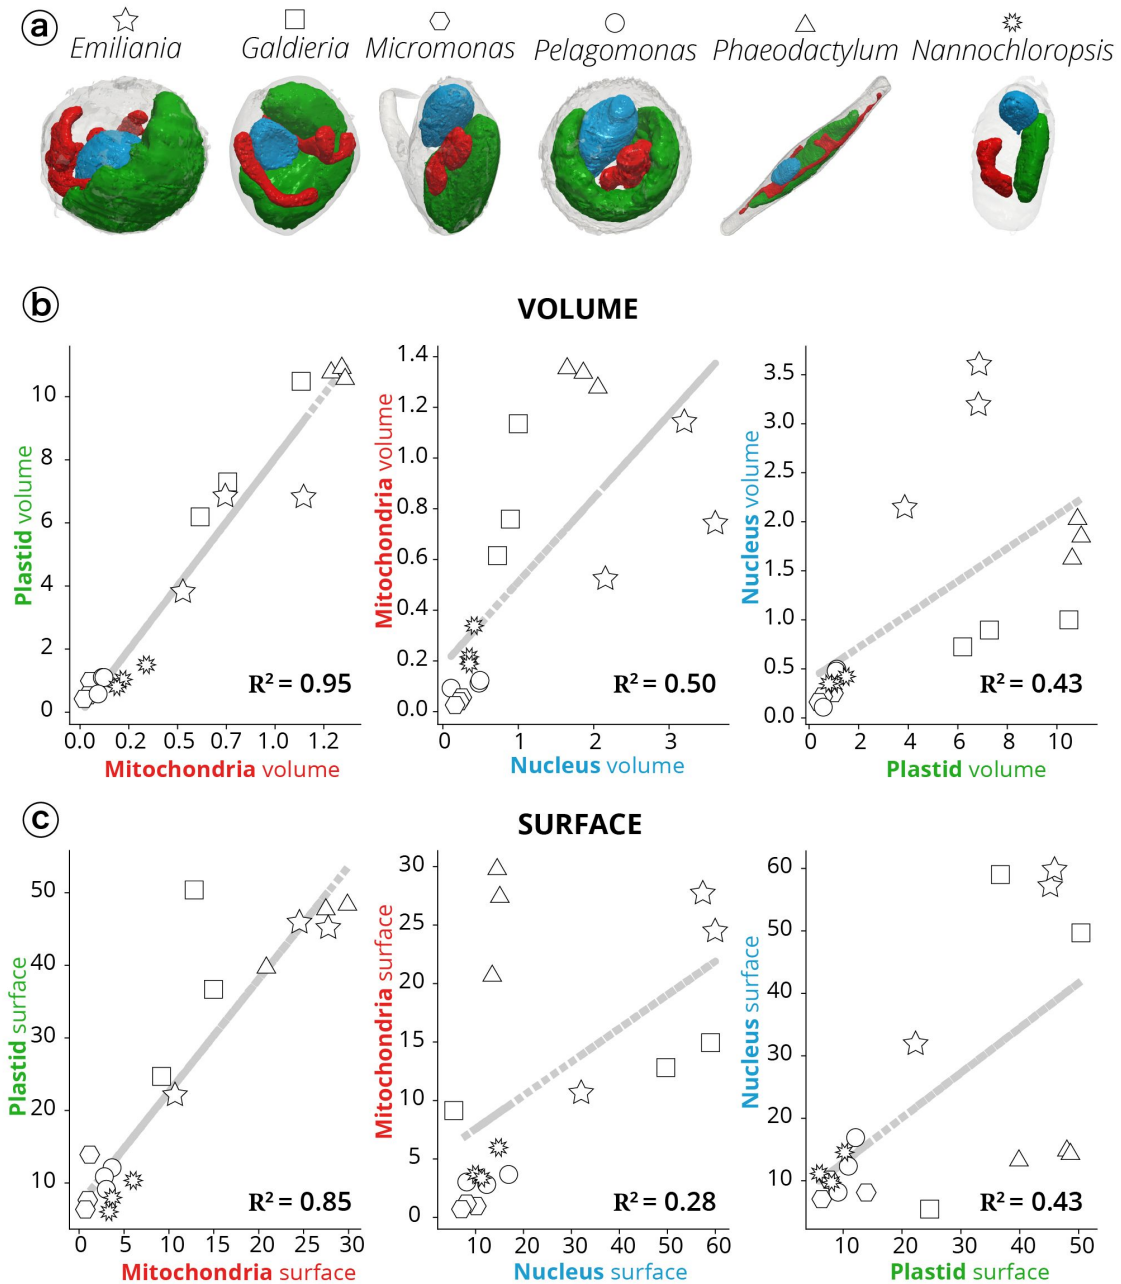 a
Emiliania Galdieria Micromonas Pelagomonas Phaeodactylum Nannochloropsis
b
VOLUME
10
8
6
4
2
0
Plastid volume
R² = 0.95
0.0 0.2 0.5 0.7 1.0 1.2
Mitochondria volume
1.4
1.2
1.0
0.8
0.6
0.4
0.2
0.0
Mitochondria volume
R² = 0.50
0 1 2 3
Nucleus volume
3.5
3.0
2.5
2.0
1.5
1.0
0.5
0.0
Nucleus volume
R² = 0.43
0 2 4 6 8 10
Plastid volume
c
SURFACE
50
40
30
20
10
Plastid surface
R² = 0.85
0 5 10 15 20 25 30
Mitochondria surface
30
25
20
15
10
5
0
Mitochondria surface
R² = 0.28
10 20 30 40 50 60
Nucleus surface
60
50
40
30
20
10
Nucleus surface
R² = 0.43
10 20 30 40 50
Plastid surface